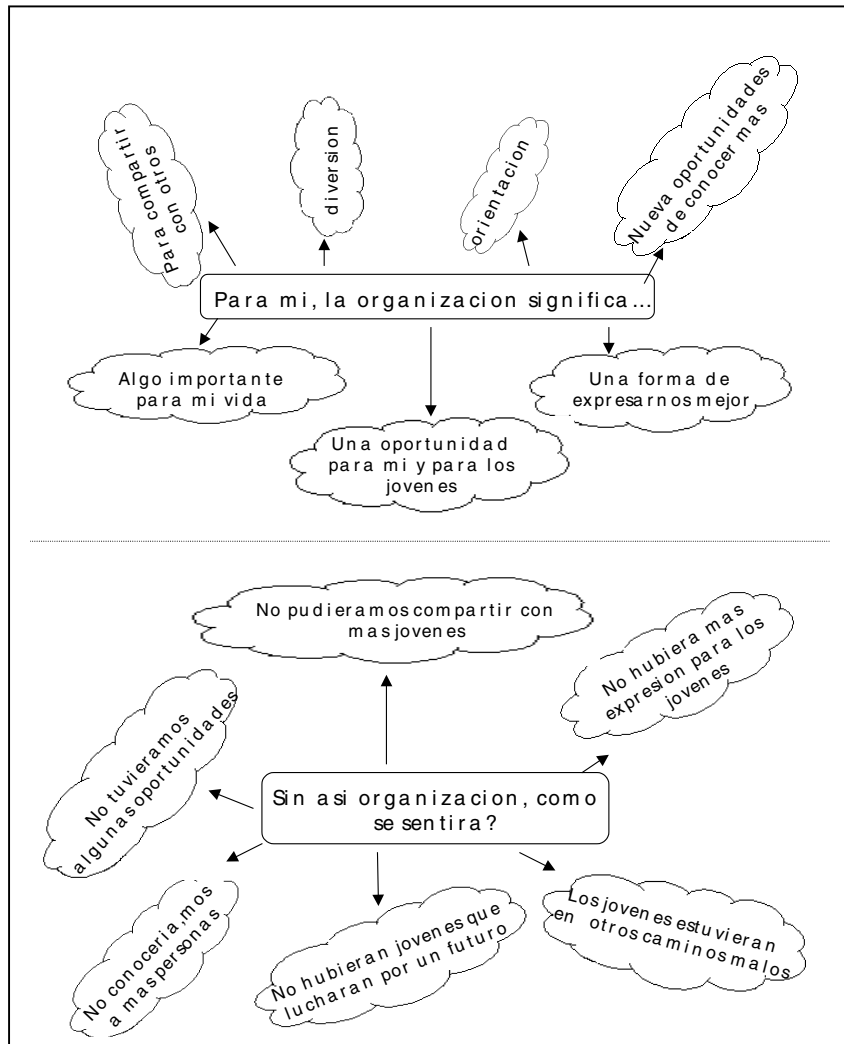 Para compartir
con otros
diversion
orientacion
Nueva oportunidades
de conocer mas
Para mi, la organizacion significa...
Algo importante
para mi vida
Una oportunidad
para mi y para los
jovenes
Una forma de
expresarnos mejor
No pudieramos compartir con
mas jovenes
No hubiera mas
expresion para los
jovenes
No tuvieramos
algunas oportunidades
Sin asi organizacion, como
se sentira?
No conoceria,mos
a mas personas
No hubieran jovenes que
lucharan por un futuro
Los jovenes estuvieran
en otros caminos malos